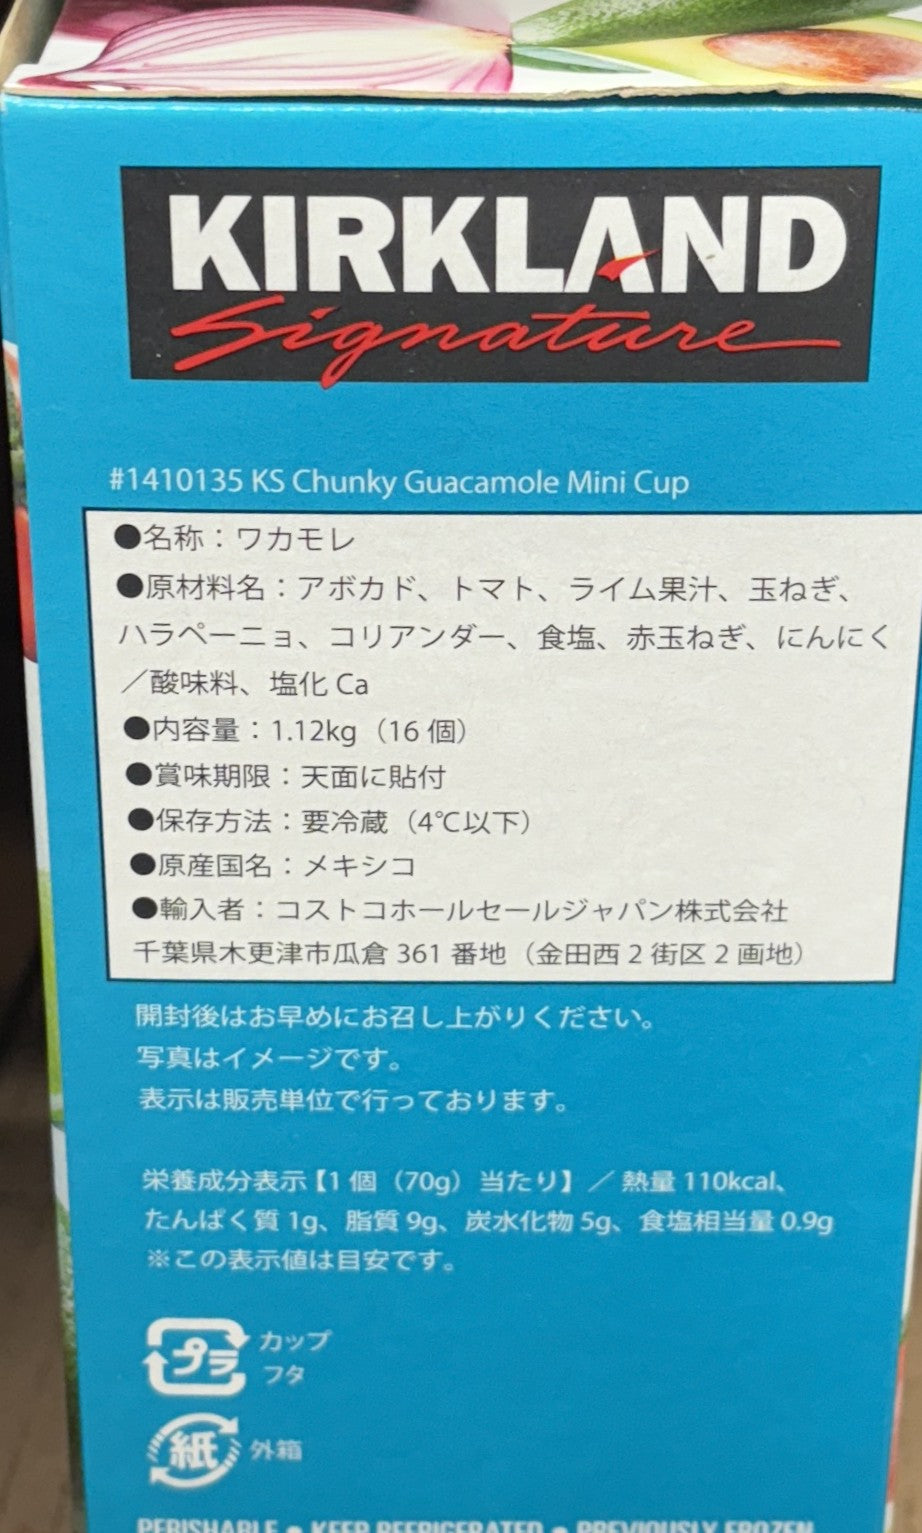 KIRKLAND
Signature
#1410135 KS Chunky Guacamole Mini Cup
●名称：ワカモレ
●原材料名：アボカド、トマト、ライム果汁、玉ねぎ、
ハラペーニョ、コリアンダー、食塩、赤玉ねぎ、にんにく
／酸味料、塩化 Ca
●内容量：1.12kg（16 個）
●賞味期限：天面に貼付
●保存方法：要冷蔵（4℃以下）
●原産国名：メキシコ
●輸入者：コストコホールセールジャパン株式会社
千葉県木更津市瓜倉 361 番地（金田西 2 街区 2 画地）
開封後はお早めにお召し上がりください。
写真はイメージです。
表示は販売単位で行っております。
栄養成分表示【1 個（70g）当たり】／ 熱量 110kcal、
たんぱく質 1g、脂質 9g、炭水化物 5g、食塩相当量 0.9g
※この表示値は目安です。
プラ カップ
フタ
紙 外箱
PERISHABLE ● KEEP REFRIGERATED ● PREVIOUSLY FROZEN